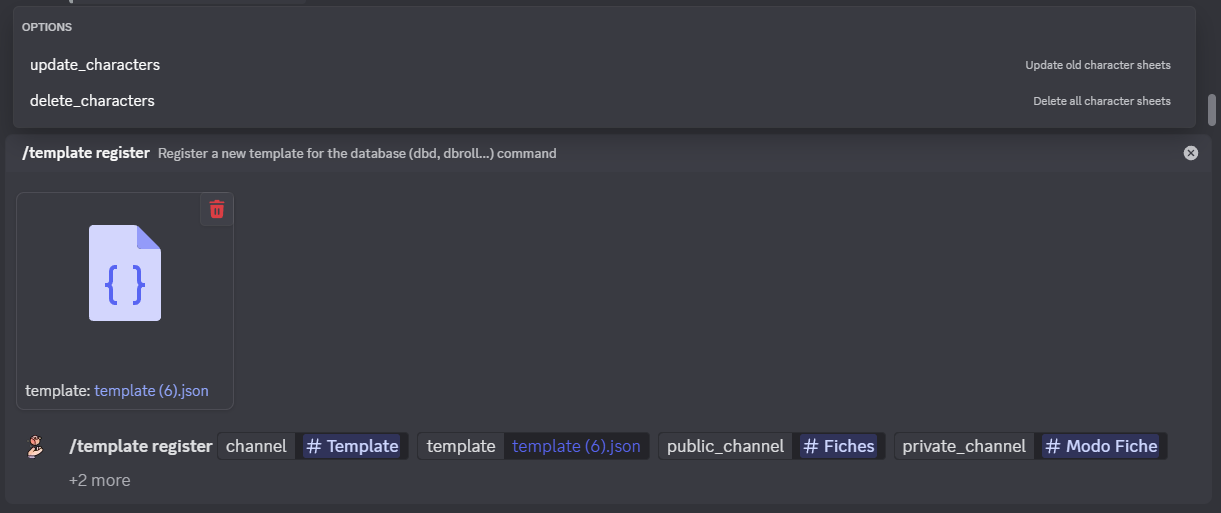 OPTIONS
update_characters Update old character sheets
delete_characters Delete all character sheets
/template register Register a new template for the database (dbd, dbroll...) command
{ }
template: template (6).json
/template register channel # Template template template (6).json public_channel # Fiches private_channel # Modo Fiche
+2 more